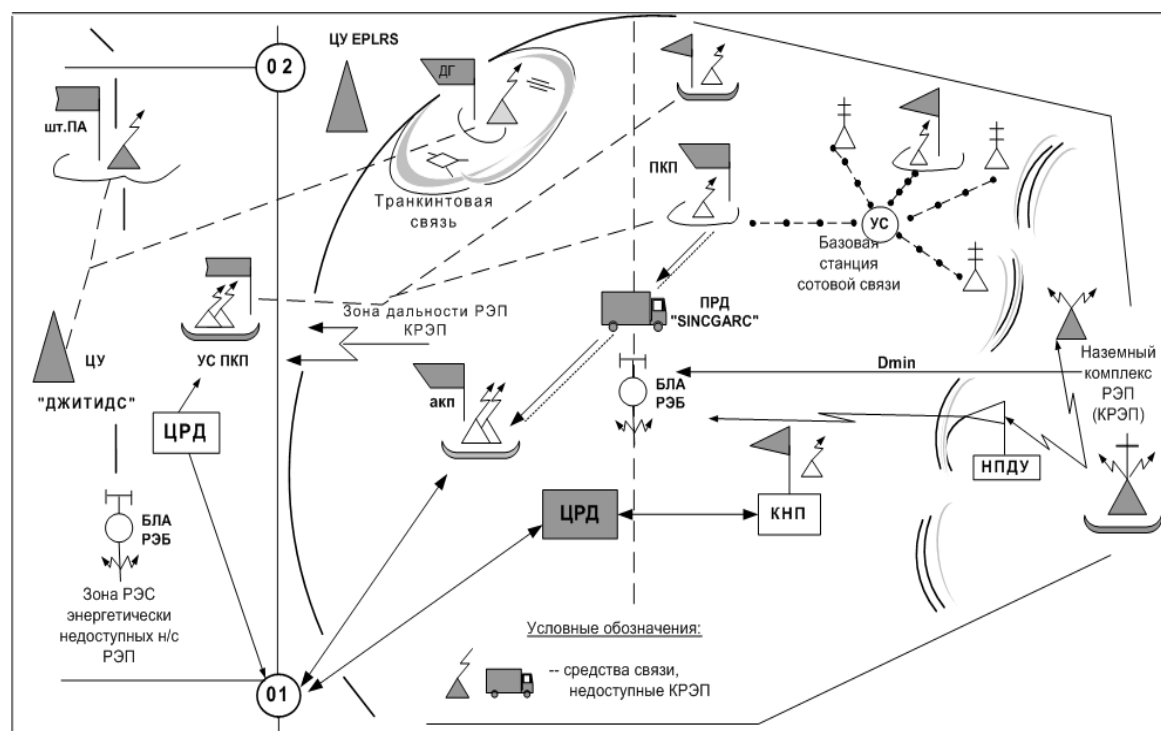 ЦУ EPLRS
0 2
ДГ
шт.ПА
ПКП
Транкинтовая
связь
УС
Базовая
станция
сотовой связи
Зона дальности РЭП
КРЭП
ПРД
"SINCGARC"
ЦУ
УС ПКП
"ДЖИТИДС"
Dmin
Наземный
комплекс
РЭП
(КРЭП)
акп
БЛА
РЭБ
ЦРД
НПДУ
ЦРД
КНП
БЛА
РЭБ
Зона РЭС
энергетически
недоступных н/с
РЭП
Условные обозначения:
-- средства связи,
недоступные КРЭП
01